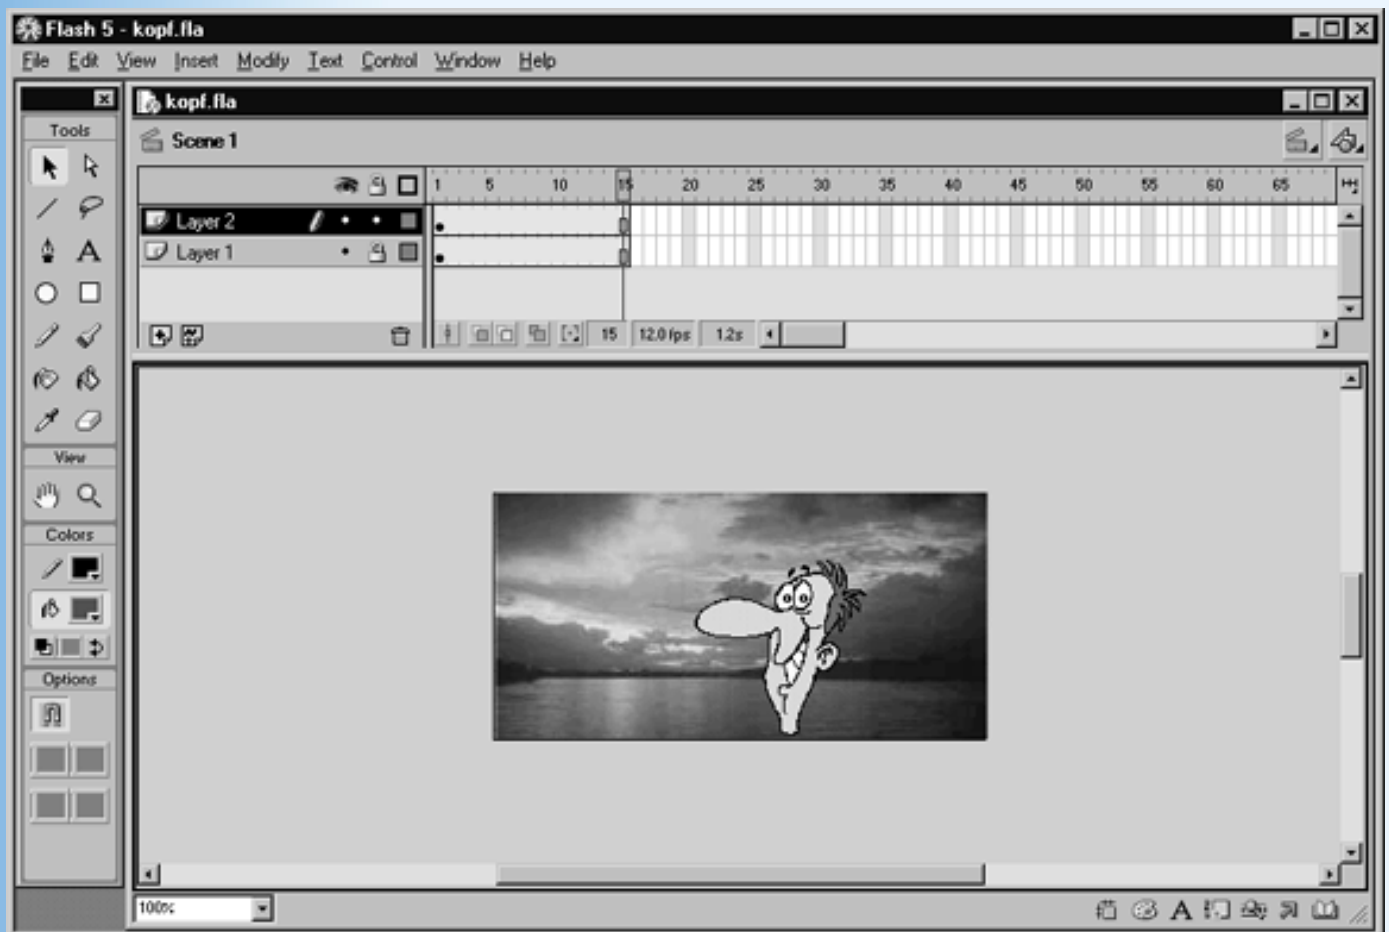 Flash 5 - kopf.fla
File Edit View Insert Modify Text Control Window Help
kopf.fla
Tools
Scene 1
1 5 10 15 20 25 30 35 40 45 50 55 60 65
Layer 2
Layer 1
15 12.0 fps 1.2s
View
Colors
Options
100%